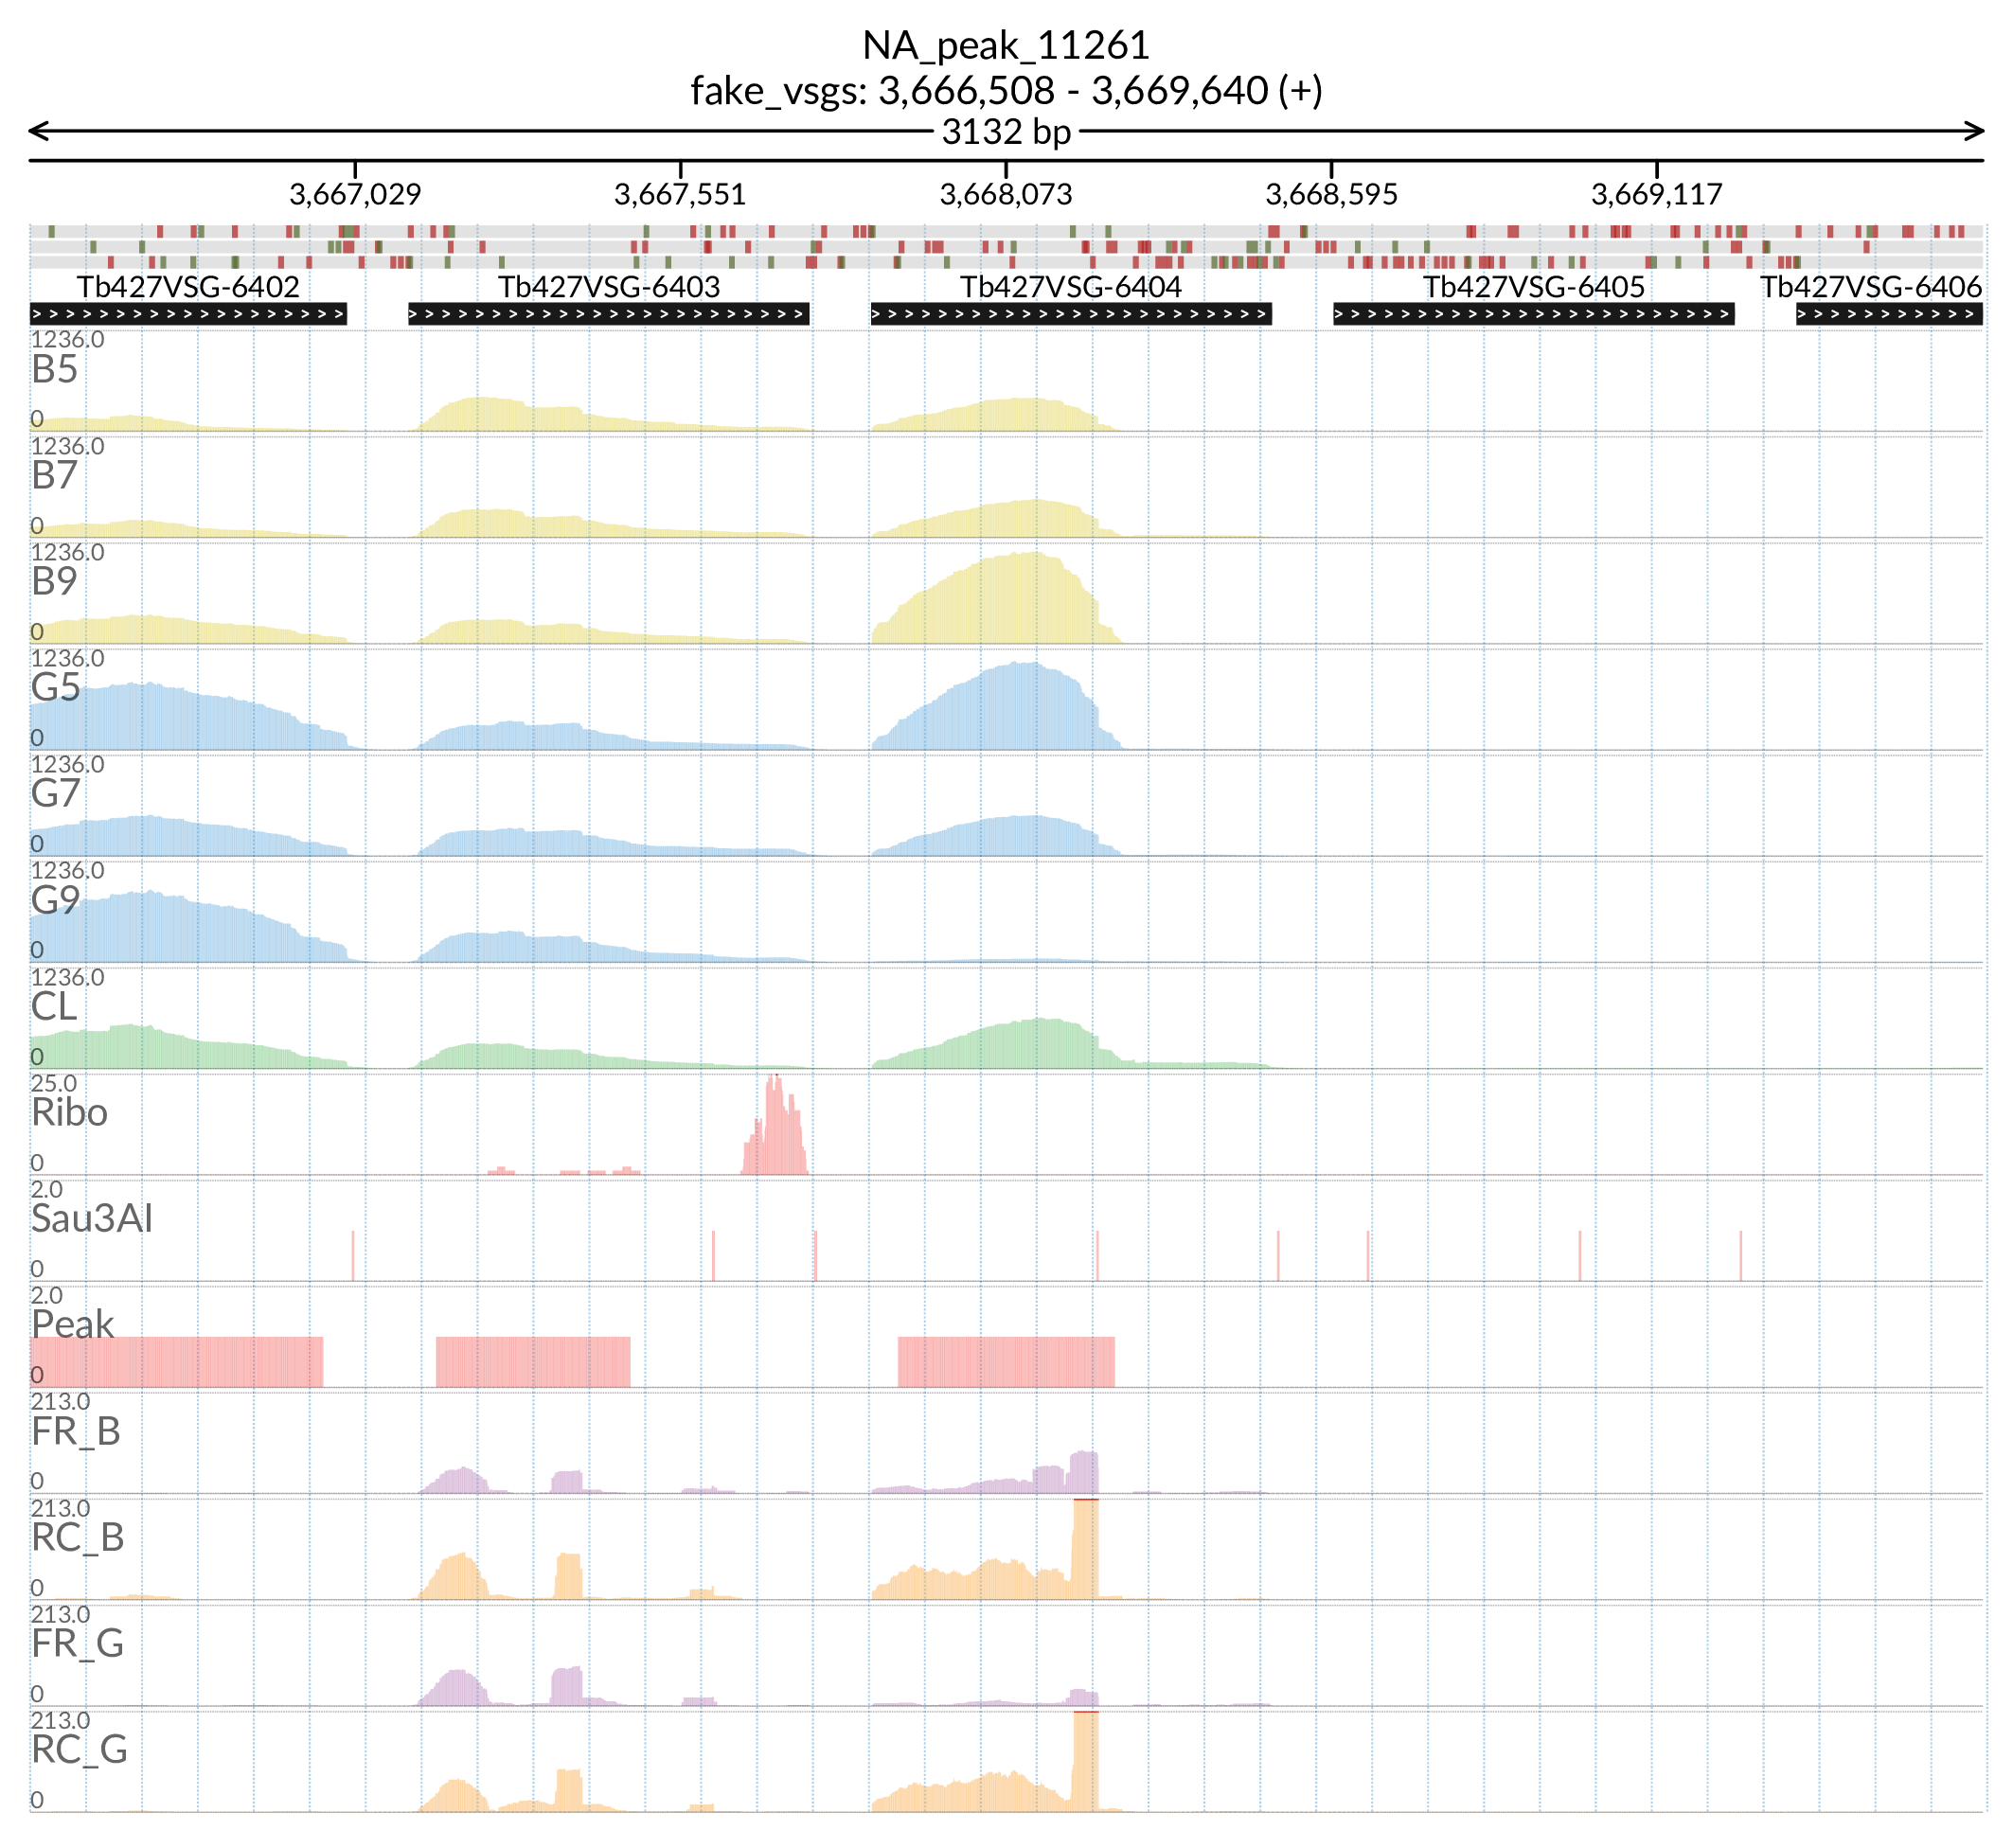 NA_peak_11261
fake_vsgs: 3,666,508 - 3,669,640 (+)
3132 bp
3,667,029 3,667,551 3,668,073 3,668,595 3,669,117
Tb427VSG-6402 Tb427VSG-6403 Tb427VSG-6404 Tb427VSG-6405 Tb427VSG-6406
1236.0
B5
0
1236.0
B7
0
1236.0
B9
0
1236.0
G5
0
1236.0
G7
0
1236.0
G9
0
1236.0
CL
0
25.0
Ribo
0
2.0
Sau3AI
0
2.0
Peak
0
213.0
FR_B
0
213.0
RC_B
0
213.0
FR_G
0
213.0
RC_G
0